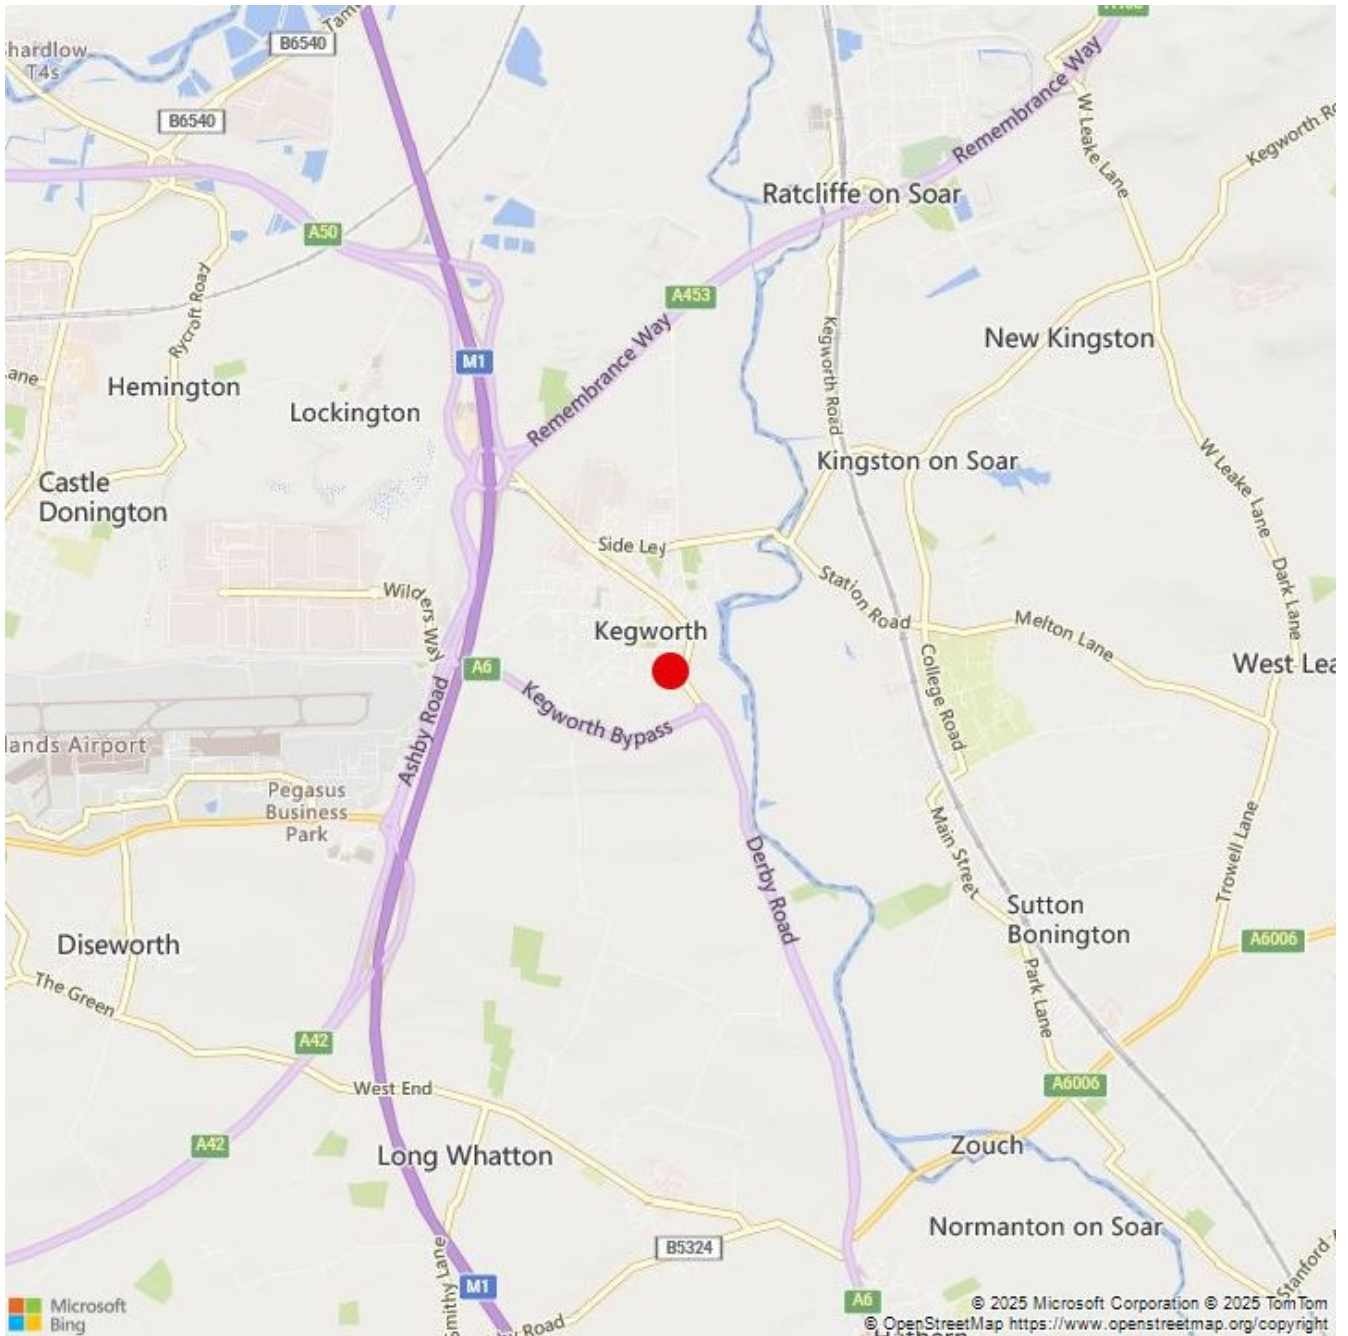 B6540
hardlow
T4s
B6540
Remembrance Way
W Leake Lane
Ratcliffe on Soar
A50
A453
Rycroft Road
Kegworth Road
New Kingston
M1
Remembrance Way
ane
Hemington
Lockington
Kingston on Soar
W Leake Lane
Castle
Donington
Side Ley
Station Road
Dark Lane
Wilders Way
Kegworth
Melton Lane
A6
Kegworth Bypass
College Road
West Lea
Ashby Road
lands Airport
Pegasus
Business
Park
Main Street
Derby Road
Trowell Lane
Sutton
Bonington
A6006
Diseworth
Park Lane
The Green
A42
West End
A6006
A42
Long Whatton
Zouch
Normanton on Soar
B5324
Smithy Lane
M1
Road
A6
Stanford
Microsoft
Bing
© 2025 Microsoft Corporation © 2025 TomTom
© OpenStreetMap https://www.openstreetmap.org/copyright